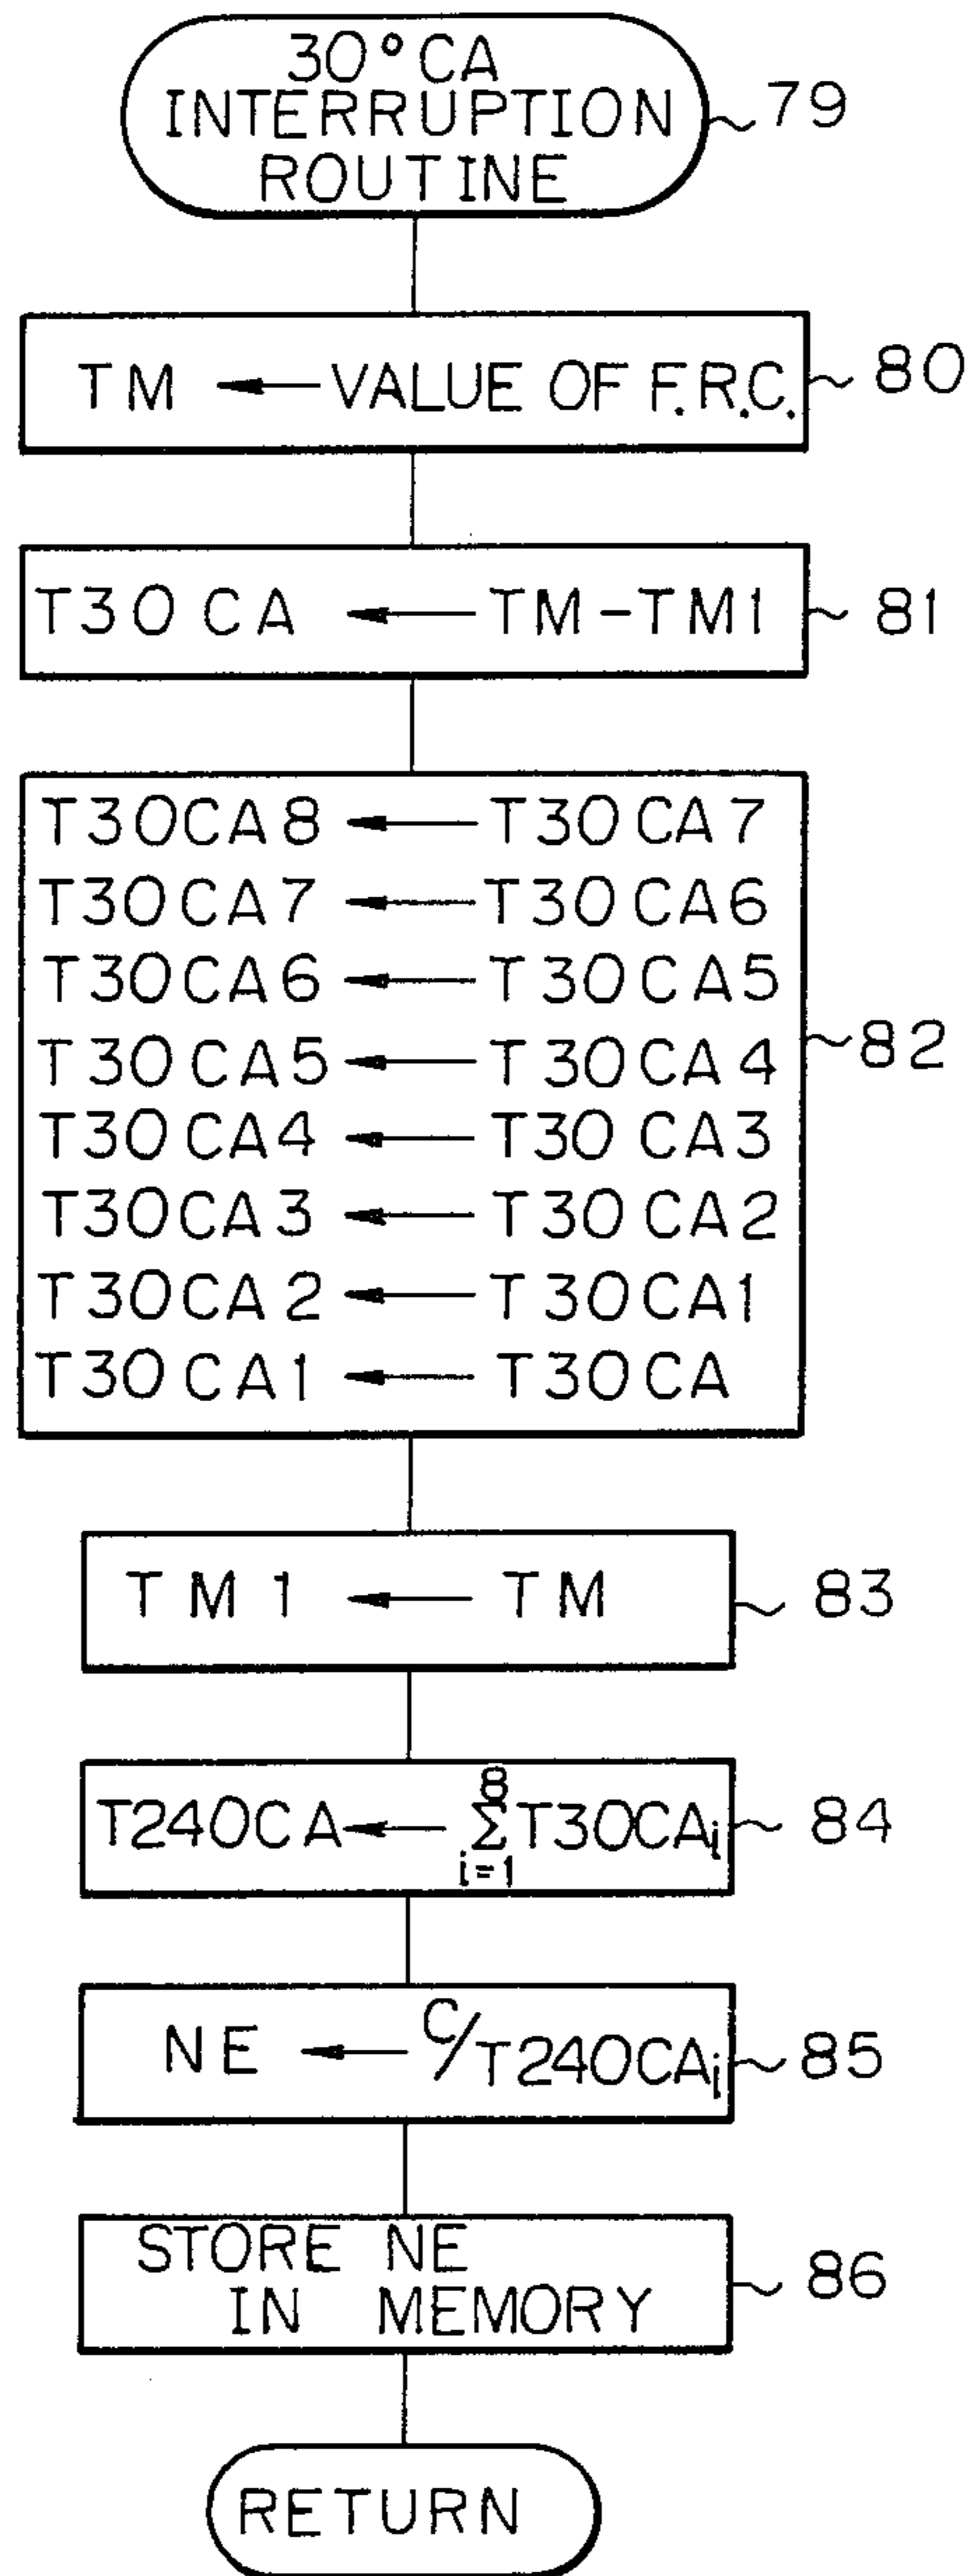 30°CA
INTERRUPTION
ROUTINE
79
TM ← VALUE OF F.R.C.
80
T30CA ← TM-TM1
81
T30CA8 ← T30CA7
T30CA7 ← T30CA6
T30CA6 ← T30CA5
T30CA5 ← T30CA4
T30CA4 ← T30CA3
T30CA3 ← T30CA2
T30CA2 ← T30CA1
T30CA1 ← T30CA
82
TM1 ← TM
83
T240CA ← 8 Σ i=1 T30CAi
84
NE ← C/T240CAi
85
STORE NE
IN MEMORY
86
RETURN